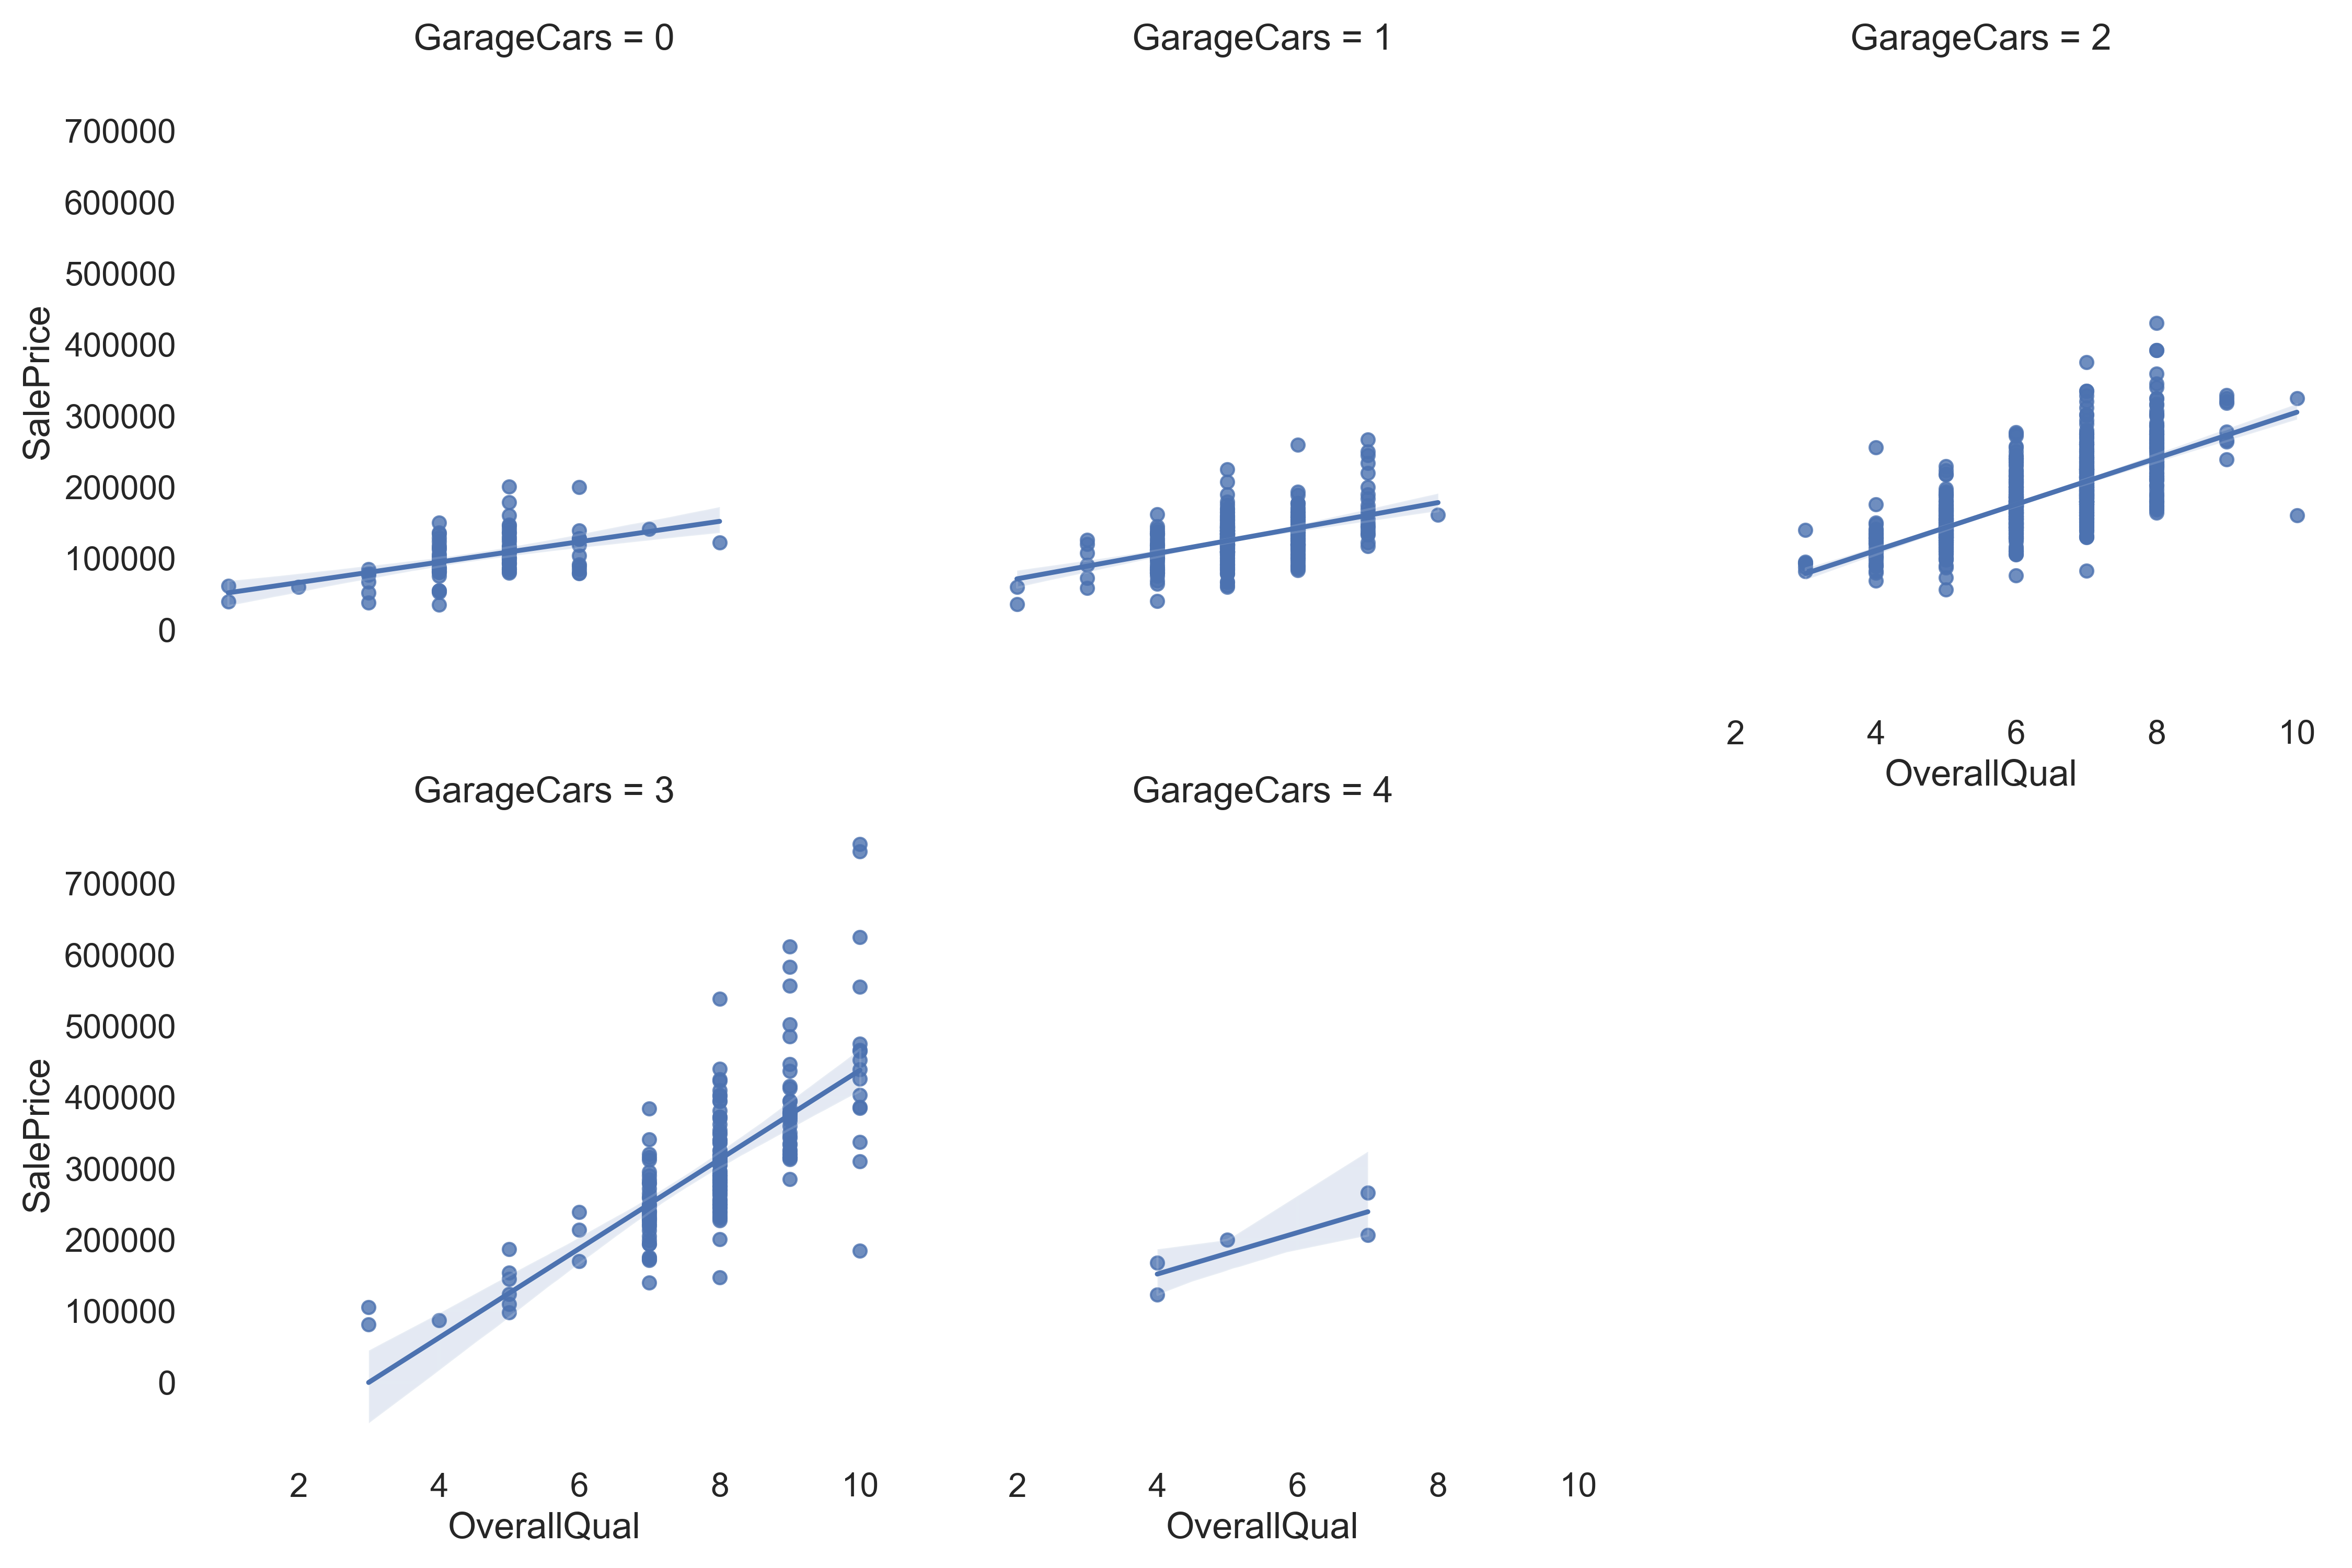 GarageCars = 0
GarageCars = 1
GarageCars = 2
SalePrice
700000
600000
500000
400000
300000
200000
100000
0
2 4 6 8 10
OverallQual
GarageCars = 3
GarageCars = 4
SalePrice
700000
600000
500000
400000
300000
200000
100000
0
2 4 6 8 10
OverallQual
2 4 6 8 10
OverallQual